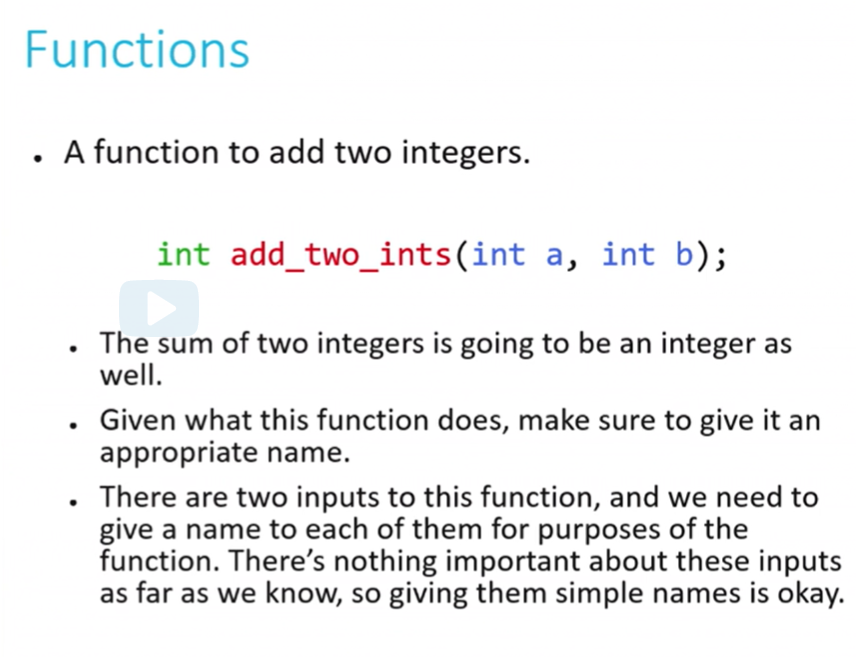 Functions
• A function to add two integers.
int add_two_ints(int a, int b);
• The sum of two integers is going to be an integer as
well.
• Given what this function does, make sure to give it an
appropriate name.
• There are two inputs to this function, and we need to
give a name to each of them for purposes of the
function. There’s nothing important about these inputs
as far as we know, so giving them simple names is okay.